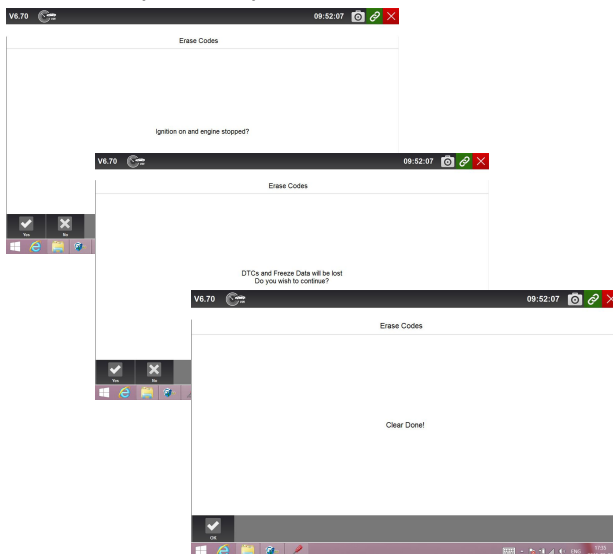 V6.70 09:52:07
Erase Codes
Ignition on and engine stopped?
Yes No
V6.70 09:52:07
Erase Codes
DTCs and Freeze Data will be lost
Do you wish to continue?
Yes No
V6.70 09:52:07
Erase Codes
Clear Done!
OK
ENG